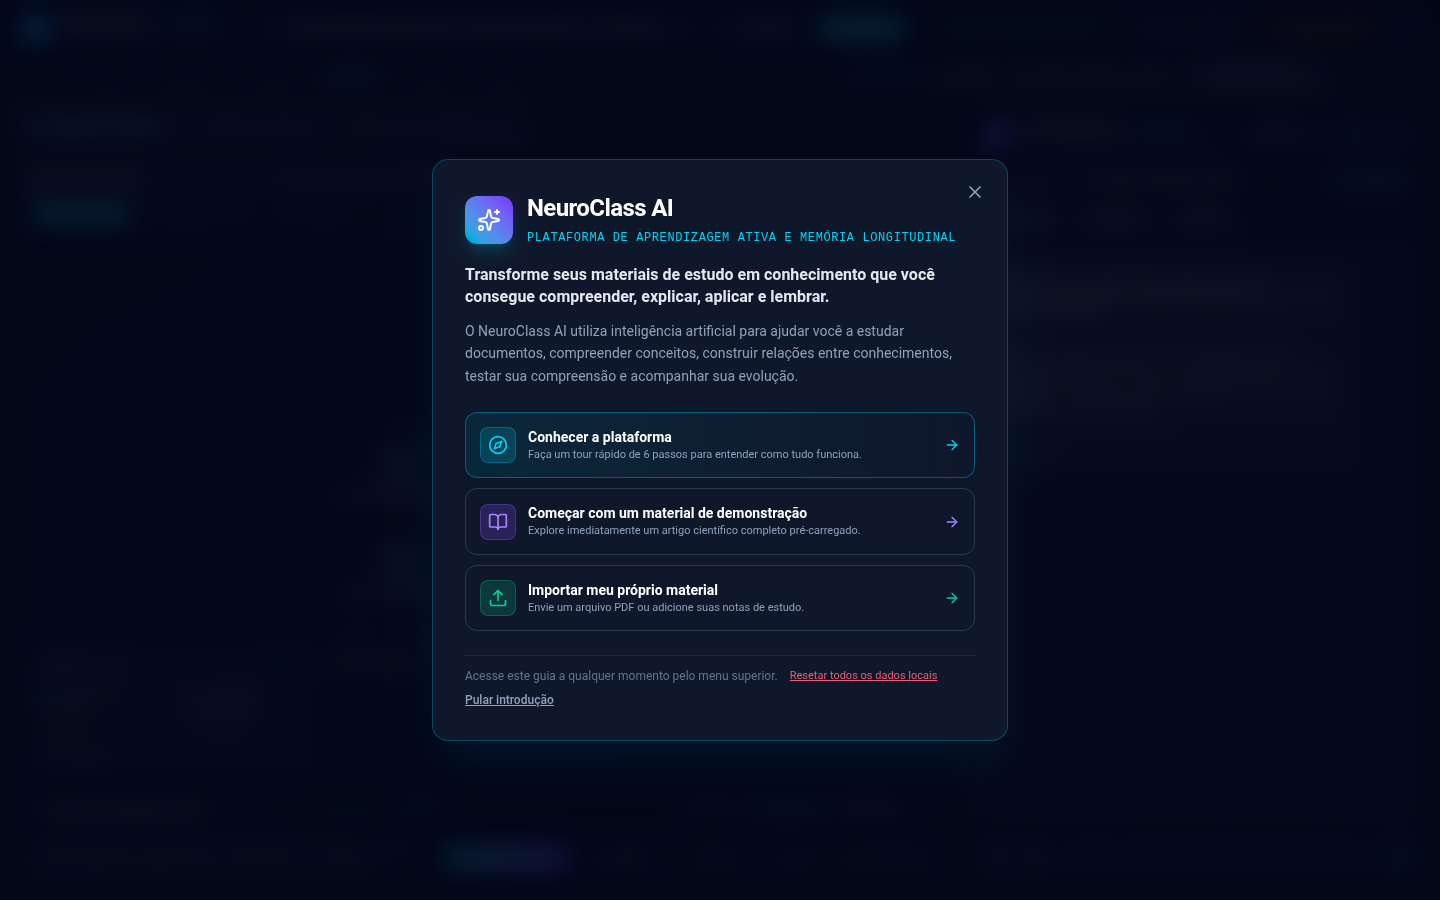 NeuroClass AI
PLATAFORMA DE APRENDIZAGEM ATIVA E MEMÓRIA LONGITUDINAL
Transforme seus materiais de estudo em conhecimento que você
consegue compreender, explicar, aplicar e lembrar.
O NeuroClass AI utiliza inteligência artificial para ajudar você a estudar
documentos, compreender conceitos, construir relações entre conhecimentos,
testar sua compreensão e acompanhar sua evolução.
Conhecer a plataforma
Faça um tour rápido de 6 passos para entender como tudo funciona.
Começar com um material de demonstração
Explore imediatamente um artigo científico completo pré-carregado.
Importar meu próprio material
Envie um arquivo PDF ou adicione suas notas de estudo.
Acesse este guia a qualquer momento pelo menu superior. Resetar todos os dados locais
Pular introdução